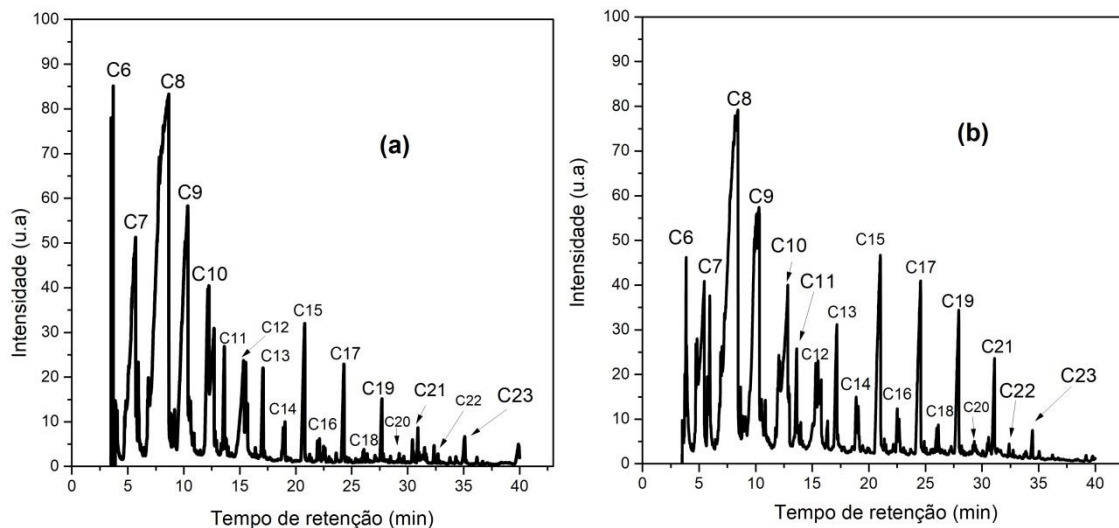 100
90
80
70
60
50
40
30
20
10
0
Intensidade (u.a)
C6
C7
C8
C9
C10
C11
C12
C13
C14
C15
C16
C17
C18
C19
C20
C21
C22
C23
(a)
0 5 10 15 20 25 30 35 40
Tempo de retenção (min)
100
90
80
70
60
50
40
30
20
10
0
Intensidade (u.a)
C6
C7
C8
C9
C10
C11
C12
C13
C14
C15
C16
C17
C18
C19
C20
C21
C22
C23
(b)
0 5 10 15 20 25 30 35 40
Tempo de retenção (min)